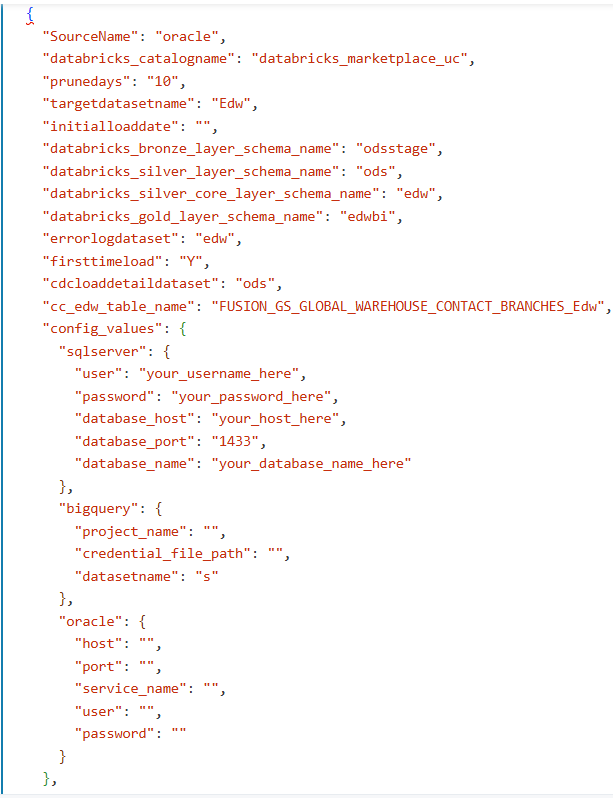 {
"SourceName": "oracle",
"databricks_catalogname": "databricks_marketplace_uc",
"prunedays": "10",
"targetdatasetname": "Edw",
"initialloaddate": "",
"databricks_bronze_layer_schema_name": "odsstage",
"databricks_silver_layer_schema_name": "ods",
"databricks_silver_core_layer_schema_name": "edw",
"databricks_gold_layer_schema_name": "edwbi",
"errorlogdataset": "edw",
"firsttimeload": "Y",
"cdcloaddetaildataset": "ods",
"cc_edw_table_name": "FUSION_GS_GLOBAL_WAREHOUSE_CONTACT_BRANCHES_Edw",
"config_values": {
"sqlserver": {
"user": "your_username_here",
"password": "your_password_here",
"database_host": "your_host_here",
"database_port": "1433",
"database_name": "your_database_name_here"
},
"bigquery": {
"project_name": "",
"credential_file_path": "",
"datasetname": "s"
},
"oracle": {
"host": "",
"port": "",
"service_name": "",
"user": "",
"password": ""
}
},